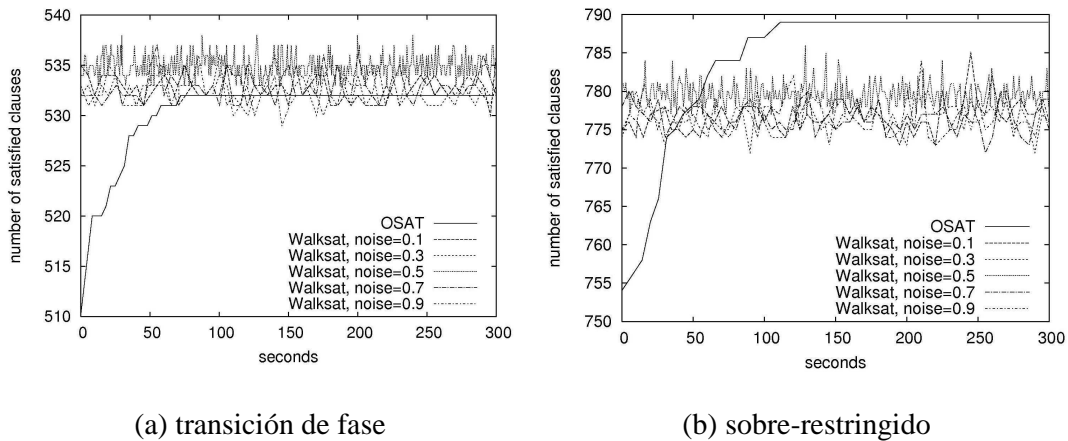 540
535
530
525
520
515
510
number of satisfied clauses
OSAT
Walksat, noise=0.1
Walksat, noise=0.3
Walksat, noise=0.5
Walksat, noise=0.7
Walksat, noise=0.9
0 50 100 150 200 250 300
seconds
(a) transición de fase
790
785
780
775
770
765
760
755
750
number of satisfied clauses
OSAT
Walksat, noise=0.1
Walksat, noise=0.3
Walksat, noise=0.5
Walksat, noise=0.7
Walksat, noise=0.9
0 50 100 150 200 250 300
seconds
(b) sobre-restringido